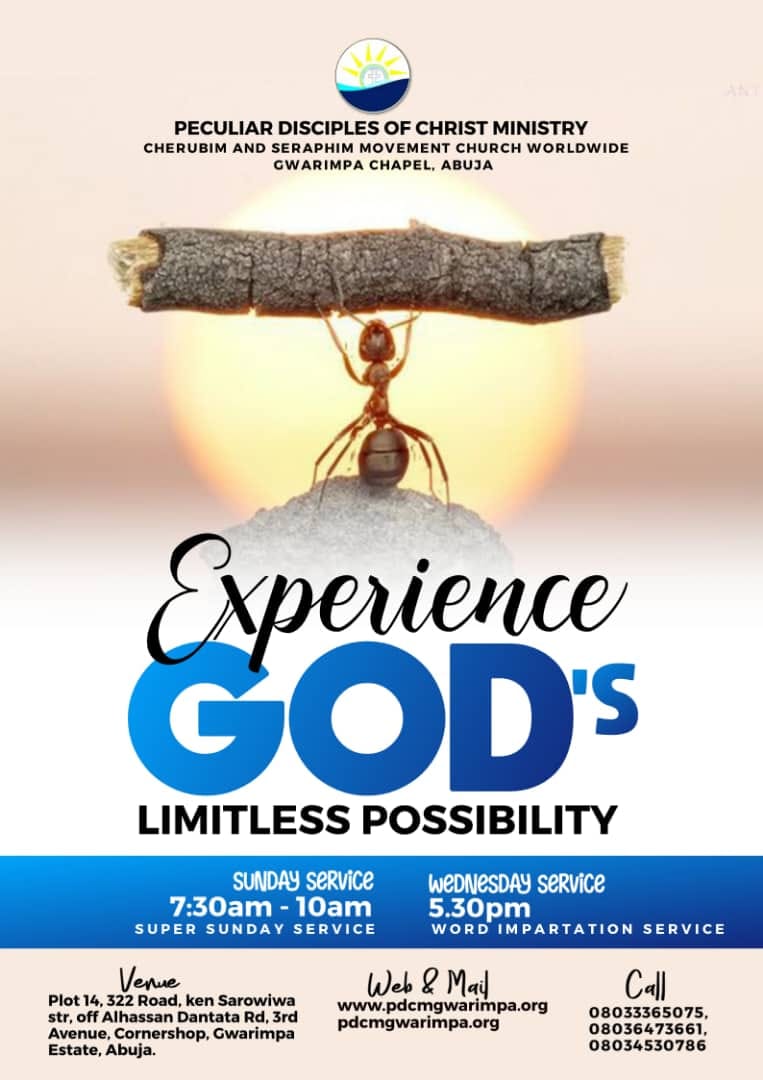 ANT
PECULIAR DISCIPLES OF CHRIST MINISTRY
CHERUBIM AND SERAPHIM MOVEMENT CHURCH WORLDWIDE
GWARIMPA CHAPEL, ABUJA
Experience
GOD'S
LIMITLESS POSSIBILITY
SUNDAY SERVICE
7:30am - 10am
SUPER SUNDAY SERVICE
WEDNESDAY SERVICE
5.30pm
WORD IMPARTATION SERVICE
Venue
Plot 14, 322 Road, ken Sarowiwa
str, off Alhassan Dantata Rd, 3rd
Avenue, Cornershop, Gwarimpa
Estate, Abuja.
Web & Mail
www.pdcmgwarimpa.org
pdcmgwarimpa.org
Call
08033365075,
08036473661,
08034530786